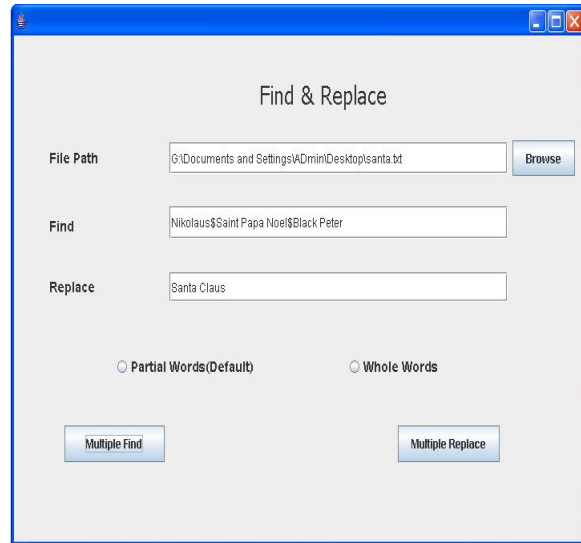 Find & Replace
File Path G:\Documents and Settings\ADmin\Desktop\santa.txt Browse
Find Nikolaus$Saint Papa Noel$Black Peter
Replace Santa Claus
Partial Words(Default) Whole Words
Multiple Find Multiple Replace